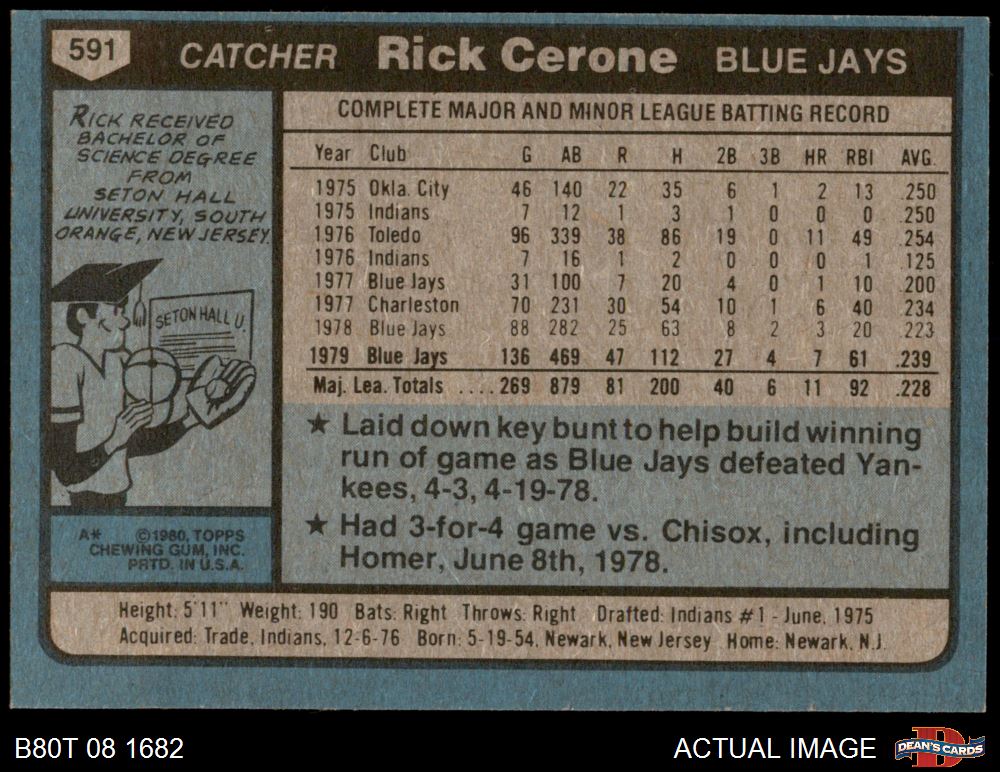 591 CATCHER Rick Cerone BLUE JAYS
RICK RECEIVED
BACHELOR OF
SCIENCE DEGREE
FROM
SETON HALL
UNIVERSITY, SOUTH
ORANGE, NEW JERSEY.
SETON HALL U.
A* ©1980, TOPPS
CHEWING GUM, INC.
PRTD. IN U.S.A.
COMPLETE MAJOR AND MINOR LEAGUE BATTING RECORD
Year Club G AB R H 2B 3B HR RBI AVG.
1975 Okla. City 46 140 22 35 6 1 2 13 .250
1975 Indians 7 12 1 3 1 0 0 0 .250
1976 Toledo 96 339 38 86 19 0 11 49 .254
1976 Indians 7 16 1 2 0 0 0 1 .125
1977 Blue Jays 31 100 7 20 4 0 1 10 .200
1977 Charleston 70 231 30 54 10 1 6 40 .234
1978 Blue Jays 88 282 25 63 8 2 3 20 .223
1979 Blue Jays 136 469 47 112 27 4 7 61 .239
Maj. Lea. Totals .... 269 879 81 200 40 6 11 92 .228
★ Laid down key bunt to help build winning
run of game as Blue Jays defeated Yan-
kees, 4-3, 4-19-78.
★ Had 3-for-4 game vs. Chisox, including
Homer, June 8th, 1978.
Height: 5'11" Weight: 190 Bats: Right Throws: Right Drafted: Indians #1 - June, 1975
Acquired: Trade, Indians, 12-6-76 Born: 5-19-54, Newark, New Jersey Home: Newark, N.J.
B80T 08 1682 ACTUAL IMAGE D DEAN'S CARDS